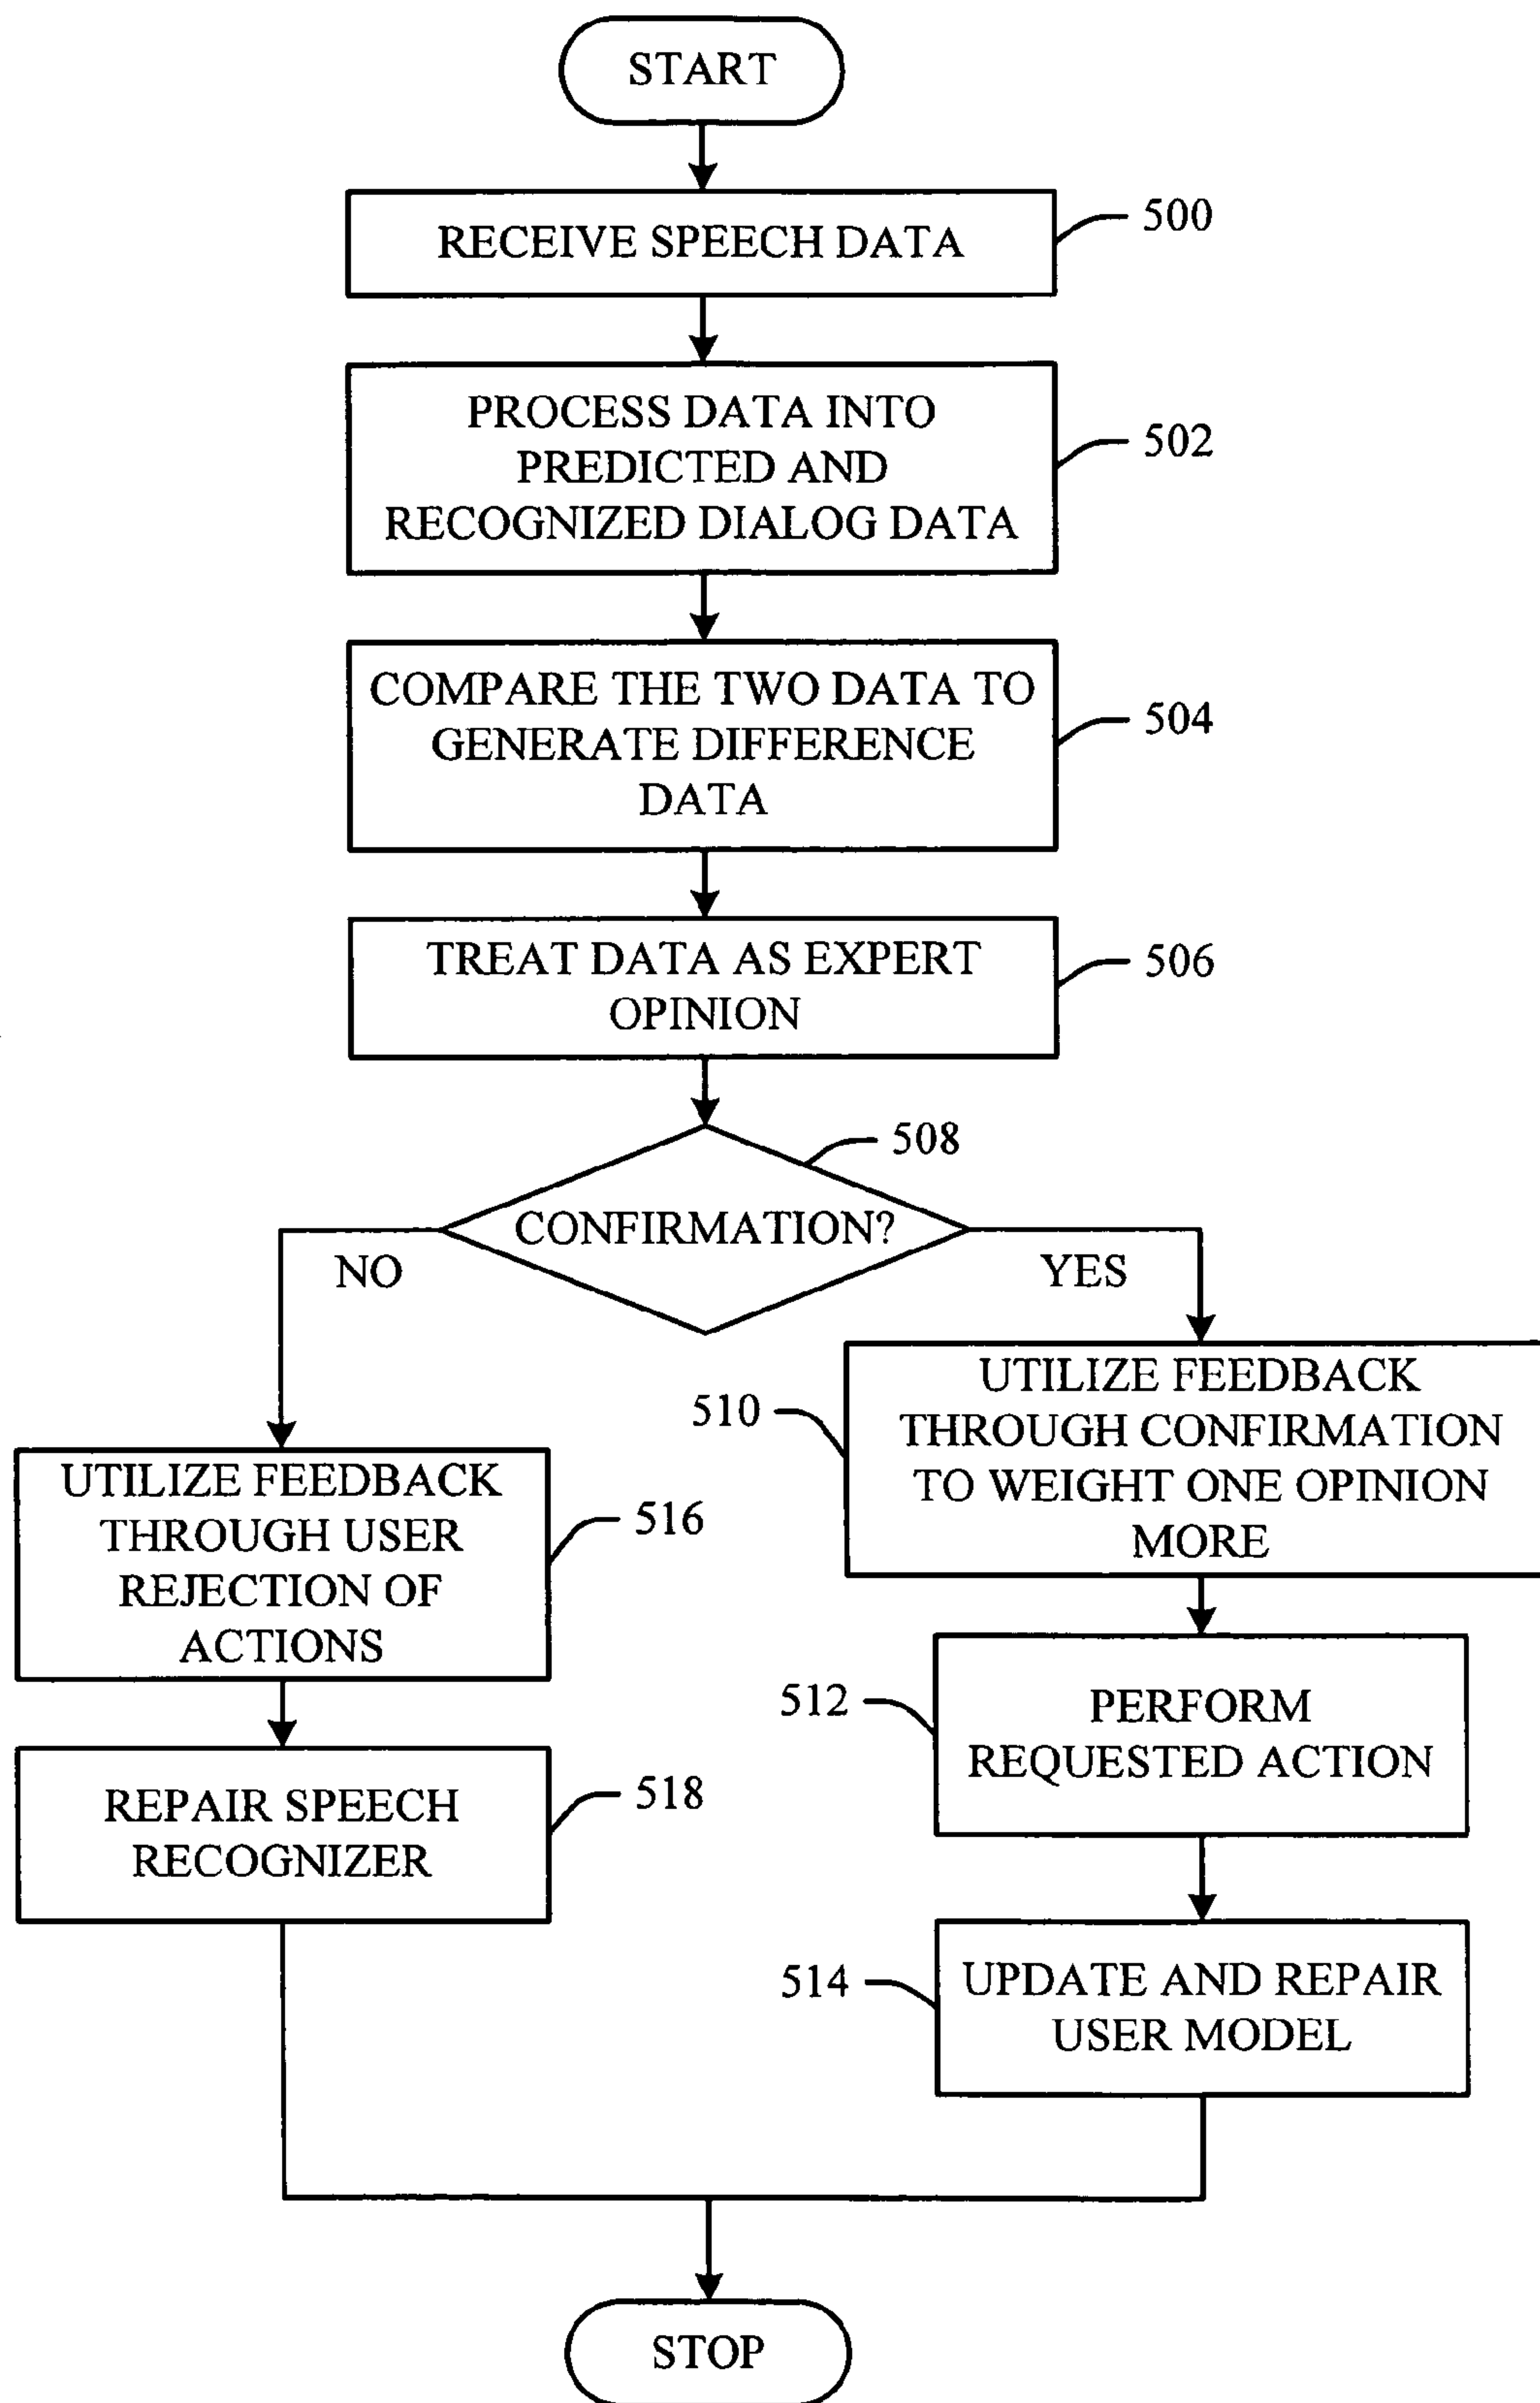 START
RECEIVE SPEECH DATA
500
PROCESS DATA INTO
PREDICTED AND
RECOGNIZED DIALOG DATA
502
COMPARE THE TWO DATA TO
GENERATE DIFFERENCE
DATA
504
TREAT DATA AS EXPERT
OPINION
506
508
CONFIRMATION?
NO
YES
510
UTILIZE FEEDBACK
THROUGH CONFIRMATION
TO WEIGHT ONE OPINION
MORE
UTILIZE FEEDBACK
THROUGH USER
REJECTION OF
ACTIONS
516
512
PERFORM
REQUESTED ACTION
REPAIR SPEECH
RECOGNIZER
518
514
UPDATE AND REPAIR
USER MODEL
STOP